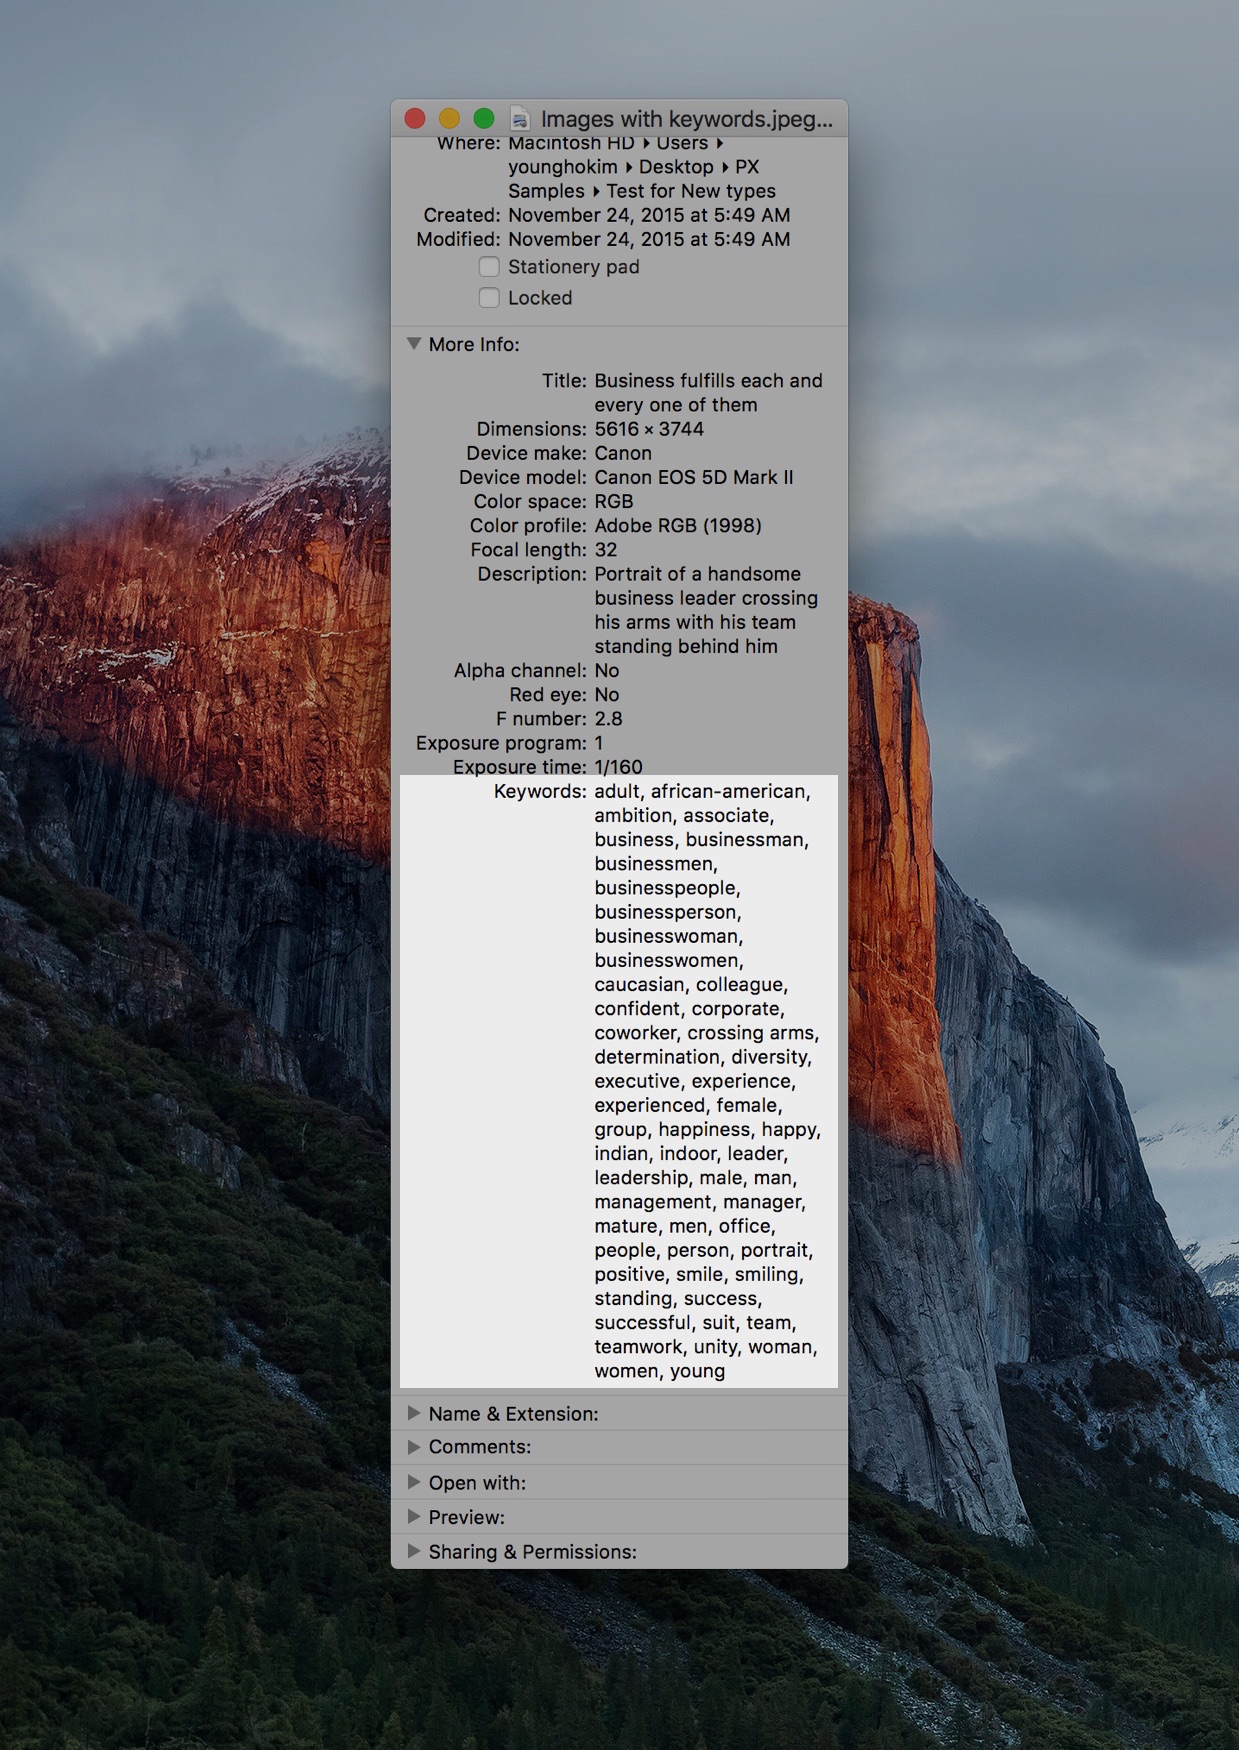 Images with keywords.jpeg...
Where: Macintosh HD ▸ Users ▸
younghokim ▸ Desktop ▸ PX
Samples ▸ Test for New types
Created: November 24, 2015 at 5:49 AM
Modified: November 24, 2015 at 5:49 AM
Stationery pad
Locked
More Info:
Title: Business fulfills each and
every one of them
Dimensions: 5616 × 3744
Device make: Canon
Device model: Canon EOS 5D Mark II
Color space: RGB
Color profile: Adobe RGB (1998)
Focal length: 32
Description: Portrait of a handsome
business leader crossing
his arms with his team
standing behind him
Alpha channel: No
Red eye: No
F number: 2.8
Exposure program: 1
Exposure time: 1/160
Keywords: adult, african-american,
ambition, associate,
business, businessman,
businessmen,
businesspeople,
businessperson,
businesswoman,
businesswomen,
caucasian, colleague,
confident, corporate,
coworker, crossing arms,
determination, diversity,
executive, experience,
experienced, female,
group, happiness, happy,
indian, indoor, leader,
leadership, male, man,
management, manager,
mature, men, office,
people, person, portrait,
positive, smile, smiling,
standing, success,
successful, suit, team,
teamwork, unity, woman,
women, young
Name & Extension:
Comments:
Open with:
Preview:
Sharing & Permissions: